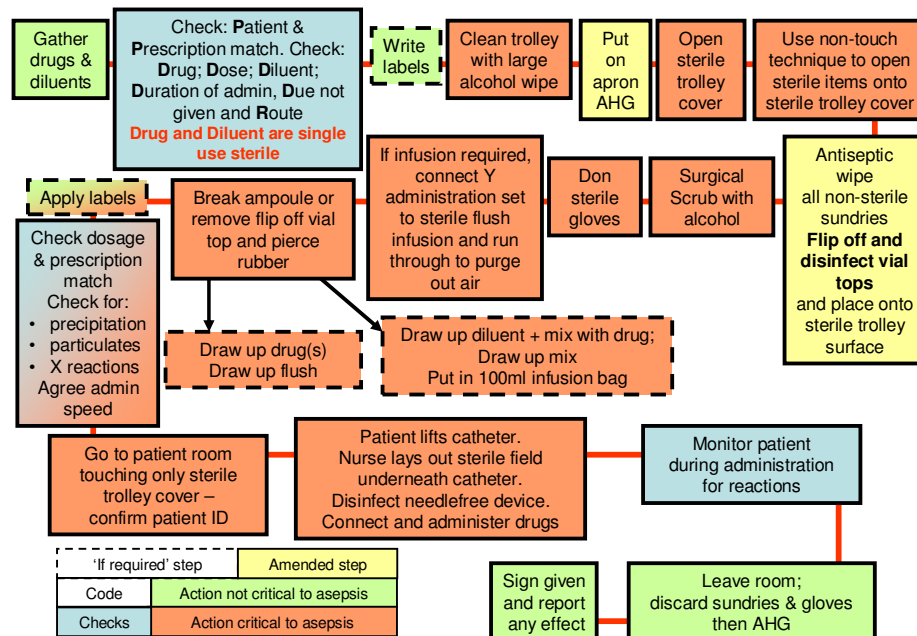 Gather
drugs &
diluents
Check: Patient &
Prescription match. Check:
Drug; Dose; Diluent;
Duration of admin, Due not
given and Route
Drug and Diluent are single
use sterile
Write
labels
Clean trolley
with large
alcohol wipe
Put
on
apron
AHG
Open
sterile
trolley
cover
Use non-touch
technique to open
sterile items onto
sterile trolley cover
Antiseptic
wipe
all non-sterile
sundries
Flip off and
disinfect vial
tops
and place onto
sterile trolley
surface
Surgical
Scrub with
alcohol
Don
sterile
gloves
If infusion required,
connect Y
administration set
to sterile flush
infusion and run
through to purge
out air
Break ampoule or
remove flip off vial
top and pierce
rubber
Draw up drug(s)
Draw up flush
Draw up diluent + mix with drug;
Draw up mix
Put in 100ml infusion bag
Apply labels
Check dosage
& prescription
match
Check for:
• precipitation
• particulates
• X reactions
Agree admin
speed
Go to patient room
touching only sterile
trolley cover –
confirm patient ID
Patient lifts catheter.
Nurse lays out sterile field
underneath catheter.
Disinfect needlefree device.
Connect and administer drugs
Monitor patient
during administration
for reactions
Leave room;
discard sundries & gloves
then AHG
Sign given
and report
any effect
'If required' step
Amended step
Code
Action not critical to asepsis
Checks
Action critical to asepsis